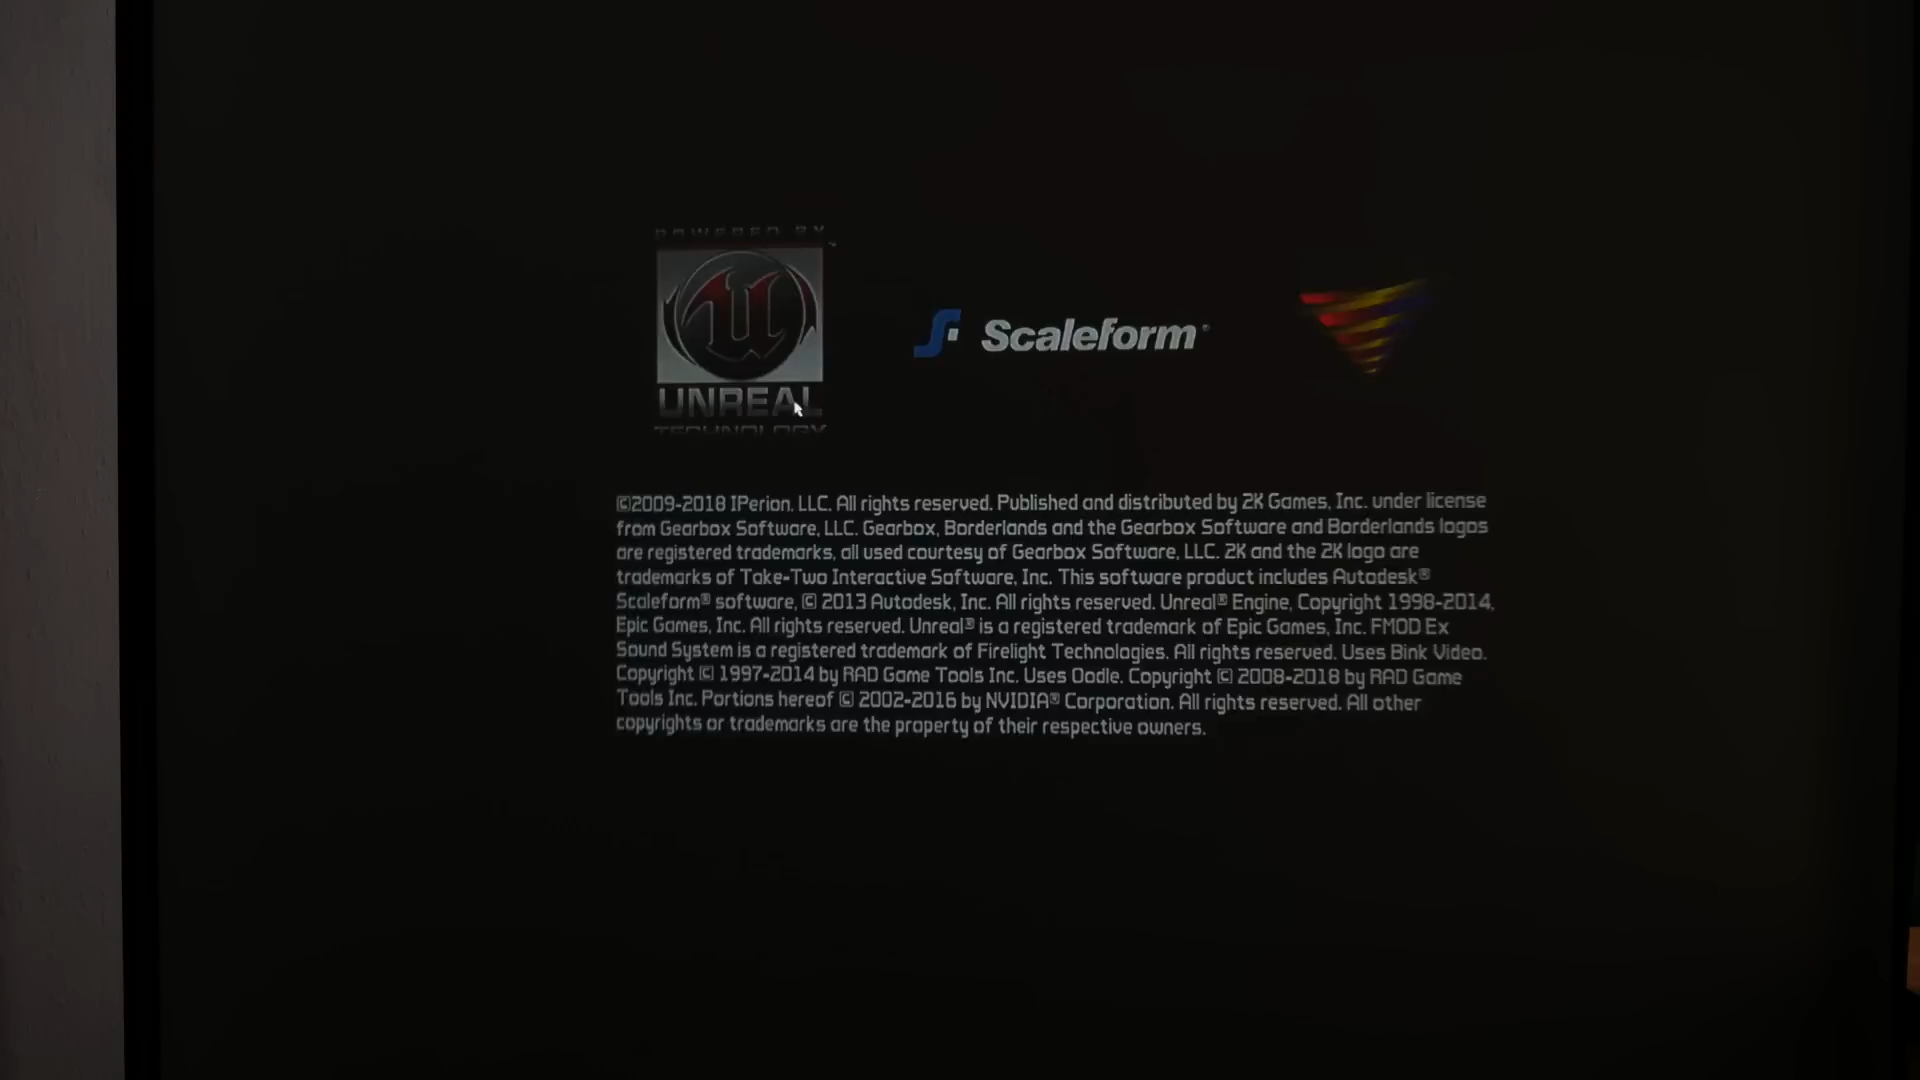 POWERED BY
UNREAL
TECHNOLOGY
Scaleform
©2009-2018 IPerion, LLC. All rights reserved. Published and distributed by 2K Games, Inc. under license
from Gearbox Software, LLC. Gearbox, Borderlands and the Gearbox Software and Borderlands logos
are registered trademarks, all used courtesy of Gearbox Software, LLC. 2K and the 2K logo are
trademarks of Take-Two Interactive Software, Inc. This software product includes Autodesk®
Scaleform® software, © 2013 Autodesk, Inc. All rights reserved. Unreal® Engine, Copyright 1998-2014,
Epic Games, Inc. All rights reserved. Unreal® is a registered trademark of Epic Games, Inc. FMOD Ex
Sound System is a registered trademark of Firelight Technologies. All rights reserved. Uses Bink Video.
Copyright © 1997-2014 by RAD Game Tools Inc. Uses Oodle. Copyright © 2008-2018 by RAD Game
Tools Inc. Portions hereof © 2002-2016 by NVIDIA® Corporation. All rights reserved. All other
copyrights or trademarks are the property of their respective owners.